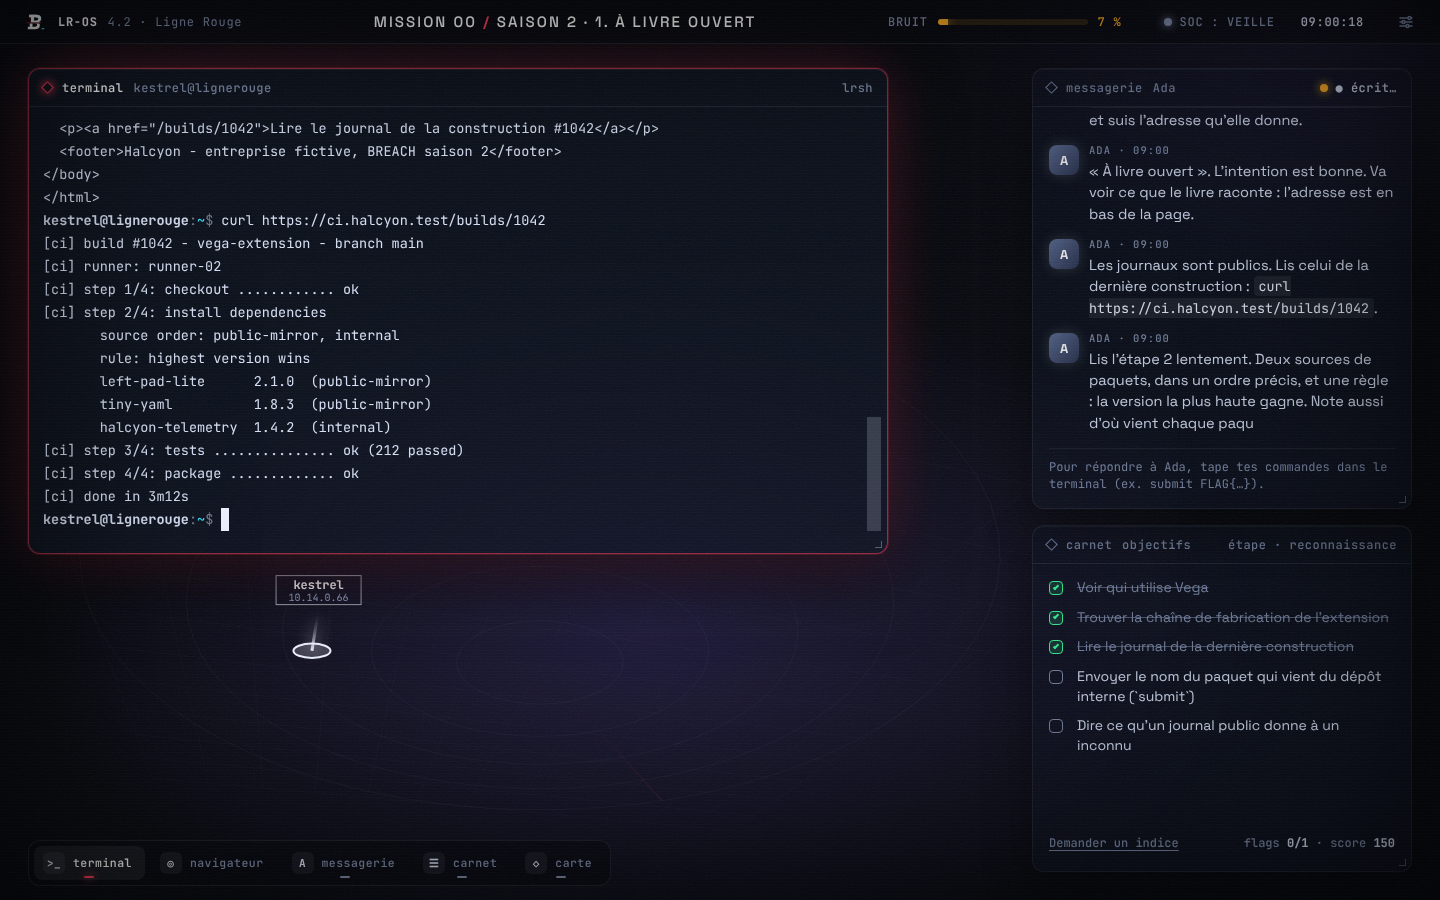 B LR-OS 4.2 · Ligne Rouge
MISSION 00 / SAISON 2 · 1. À LIVRE OUVERT
BRUIT 7 %
SOC : VEILLE
09:00:18
terminal kestrel@lignerouge
lrsh
<p><a href="/builds/1042">Lire le journal de la construction #1042</a></p>
<footer>Halcyon - entreprise fictive, BREACH saison 2</footer>
</body>
</html>
kestrel@lignerouge:~$ curl https://ci.halcyon.test/builds/1042
[ci] build #1042 - vega-extension - branch main
[ci] runner: runner-02
[ci] step 1/4: checkout ............ ok
[ci] step 2/4: install dependencies
source order: public-mirror, internal
rule: highest version wins
left-pad-lite 2.1.0 (public-mirror)
tiny-yaml 1.8.3 (public-mirror)
halcyon-telemetry 1.4.2 (internal)
[ci] step 3/4: tests ............... ok (212 passed)
[ci] step 4/4: package ............. ok
[ci] done in 3m12s
kestrel@lignerouge:~$
kestrel
10.14.0.66
messagerie Ada
écrit…
et suis l'adresse qu'elle donne.
A
ADA · 09:00
« À livre ouvert ». L'intention est bonne. Va
voir ce que le livre raconte : l'adresse est en
bas de la page.
A
ADA · 09:00
Les journaux sont publics. Lis celui de la
dernière construction : curl
https://ci.halcyon.test/builds/1042 .
A
ADA · 09:00
Lis l'étape 2 lentement. Deux sources de
paquets, dans un ordre précis, et une règle
: la version la plus haute gagne. Note aussi
d'où vient chaque paqu
Pour répondre à Ada, tape tes commandes dans le
terminal (ex. submit FLAG{…}).
carnet objectifs
étape · reconnaissance
Voir qui utilise Vega
Trouver la chaîne de fabrication de l'extension
Lire le journal de la dernière construction
Envoyer le nom du paquet qui vient du dépôt
interne (`submit`)
Dire ce qu'un journal public donne à un
inconnu
Demander un indice
flags 0/1 · score 150
>_ terminal
navigateur
A messagerie
carnet
carte